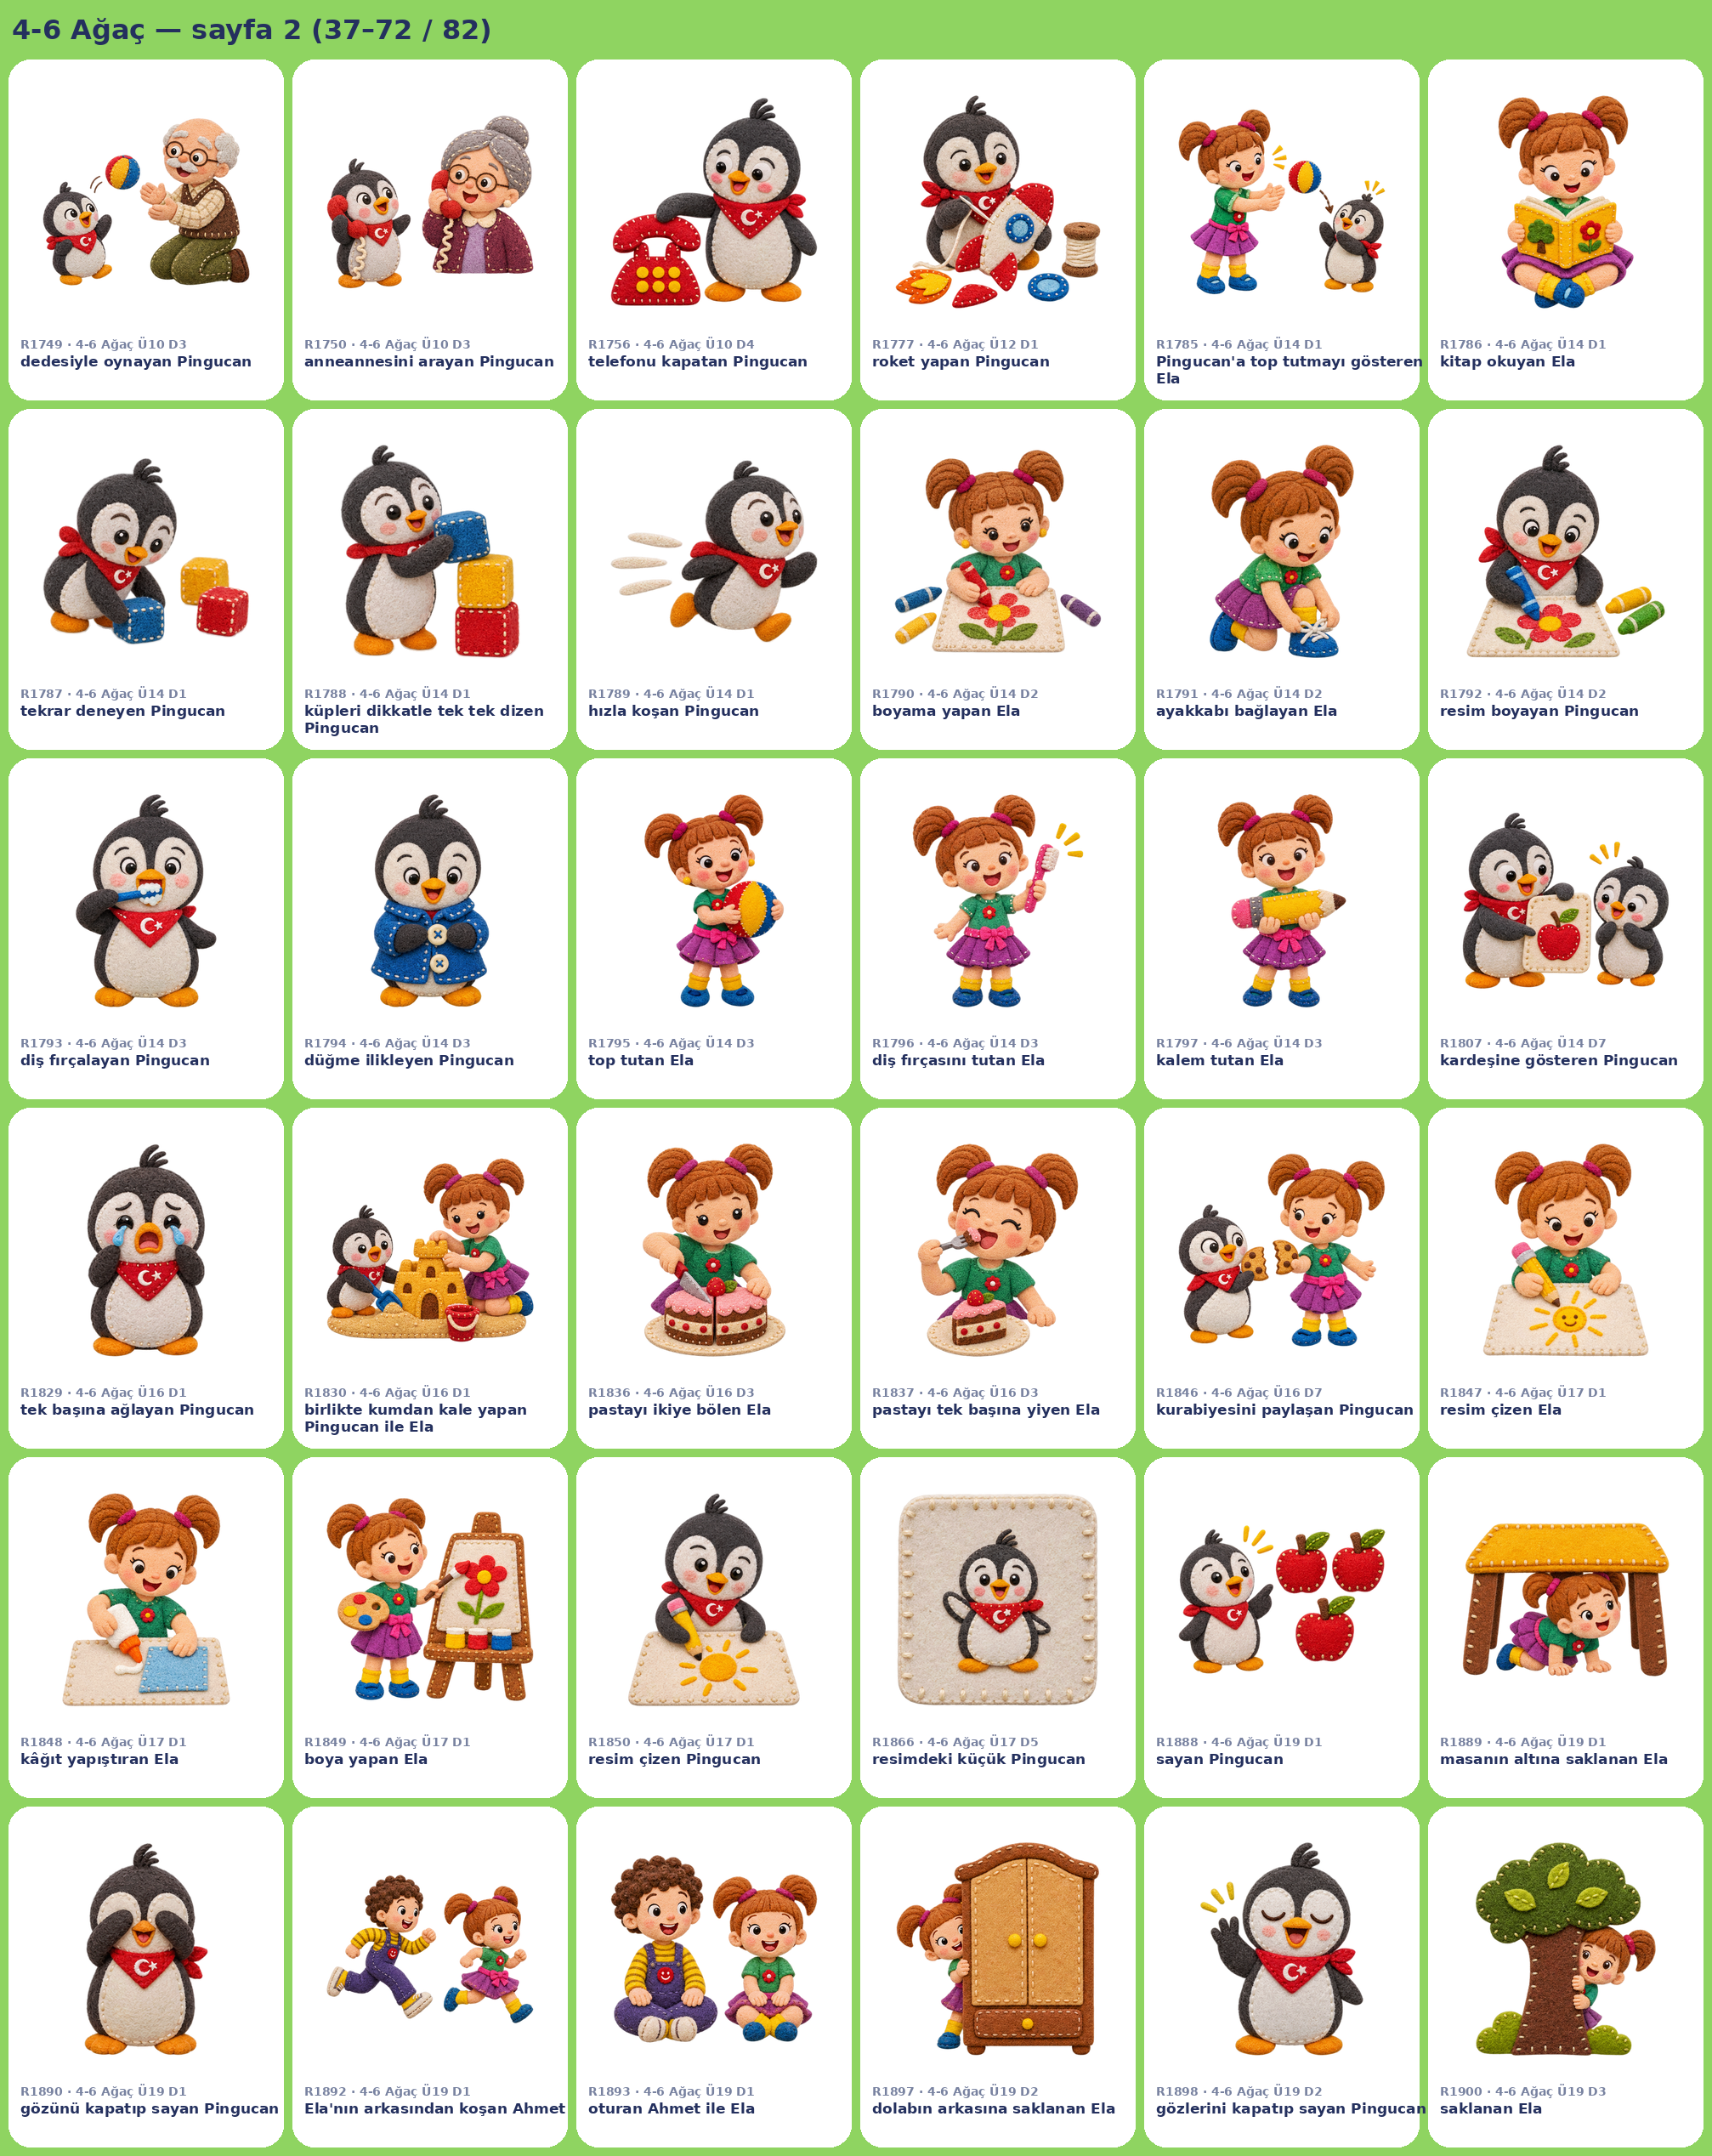 4-6 Ağaç — sayfa 2 (37–72 / 82)
R1749 · 4-6 Ağaç Ü10 D3
dedesiyle oynayan Pingucan
R1750 · 4-6 Ağaç Ü10 D3
anneannesini arayan Pingucan
R1756 · 4-6 Ağaç Ü10 D4
telefonu kapatan Pingucan
R1777 · 4-6 Ağaç Ü12 D1
roket yapan Pingucan
R1785 · 4-6 Ağaç Ü14 D1
Pingucan'a top tutmayı gösteren
Ela
R1786 · 4-6 Ağaç Ü14 D1
kitap okuyan Ela
R1787 · 4-6 Ağaç Ü14 D1
tekrar deneyen Pingucan
R1788 · 4-6 Ağaç Ü14 D1
küpleri dikkatle tek tek dizen
Pingucan
R1789 · 4-6 Ağaç Ü14 D1
hızla koşan Pingucan
R1790 · 4-6 Ağaç Ü14 D2
boyama yapan Ela
R1791 · 4-6 Ağaç Ü14 D2
ayakkabı bağlayan Ela
R1792 · 4-6 Ağaç Ü14 D2
resim boyayan Pingucan
R1793 · 4-6 Ağaç Ü14 D3
diş fırçalayan Pingucan
R1794 · 4-6 Ağaç Ü14 D3
düğme ilikleyen Pingucan
R1795 · 4-6 Ağaç Ü14 D3
top tutan Ela
R1796 · 4-6 Ağaç Ü14 D3
diş fırçasını tutan Ela
R1797 · 4-6 Ağaç Ü14 D3
kalem tutan Ela
R1807 · 4-6 Ağaç Ü14 D7
kardeşine gösteren Pingucan
R1829 · 4-6 Ağaç Ü16 D1
tek başına ağlayan Pingucan
R1830 · 4-6 Ağaç Ü16 D1
birlikte kumdan kale yapan
Pingucan ile Ela
R1836 · 4-6 Ağaç Ü16 D3
pastayı ikiye bölen Ela
R1837 · 4-6 Ağaç Ü16 D3
pastayı tek başına yiyen Ela
R1846 · 4-6 Ağaç Ü16 D7
kurabiyesini paylaşan Pingucan
R1847 · 4-6 Ağaç Ü17 D1
resim çizen Ela
R1848 · 4-6 Ağaç Ü17 D1
kâğıt yapıştıran Ela
R1849 · 4-6 Ağaç Ü17 D1
boya yapan Ela
R1850 · 4-6 Ağaç Ü17 D1
resim çizen Pingucan
R1866 · 4-6 Ağaç Ü17 D5
resimdeki küçük Pingucan
R1888 · 4-6 Ağaç Ü19 D1
sayan Pingucan
R1889 · 4-6 Ağaç Ü19 D1
masanın altına saklanan Ela
R1890 · 4-6 Ağaç Ü19 D1
gözünü kapatıp sayan Pingucan
R1892 · 4-6 Ağaç Ü19 D1
Ela'nın arkasından koşan Ahmet
R1893 · 4-6 Ağaç Ü19 D1
oturan Ahmet ile Ela
R1897 · 4-6 Ağaç Ü19 D2
dolabın arkasına saklanan Ela
R1898 · 4-6 Ağaç Ü19 D2
gözlerini kapatıp sayan Pingucan
R1900 · 4-6 Ağaç Ü19 D3
saklanan Ela